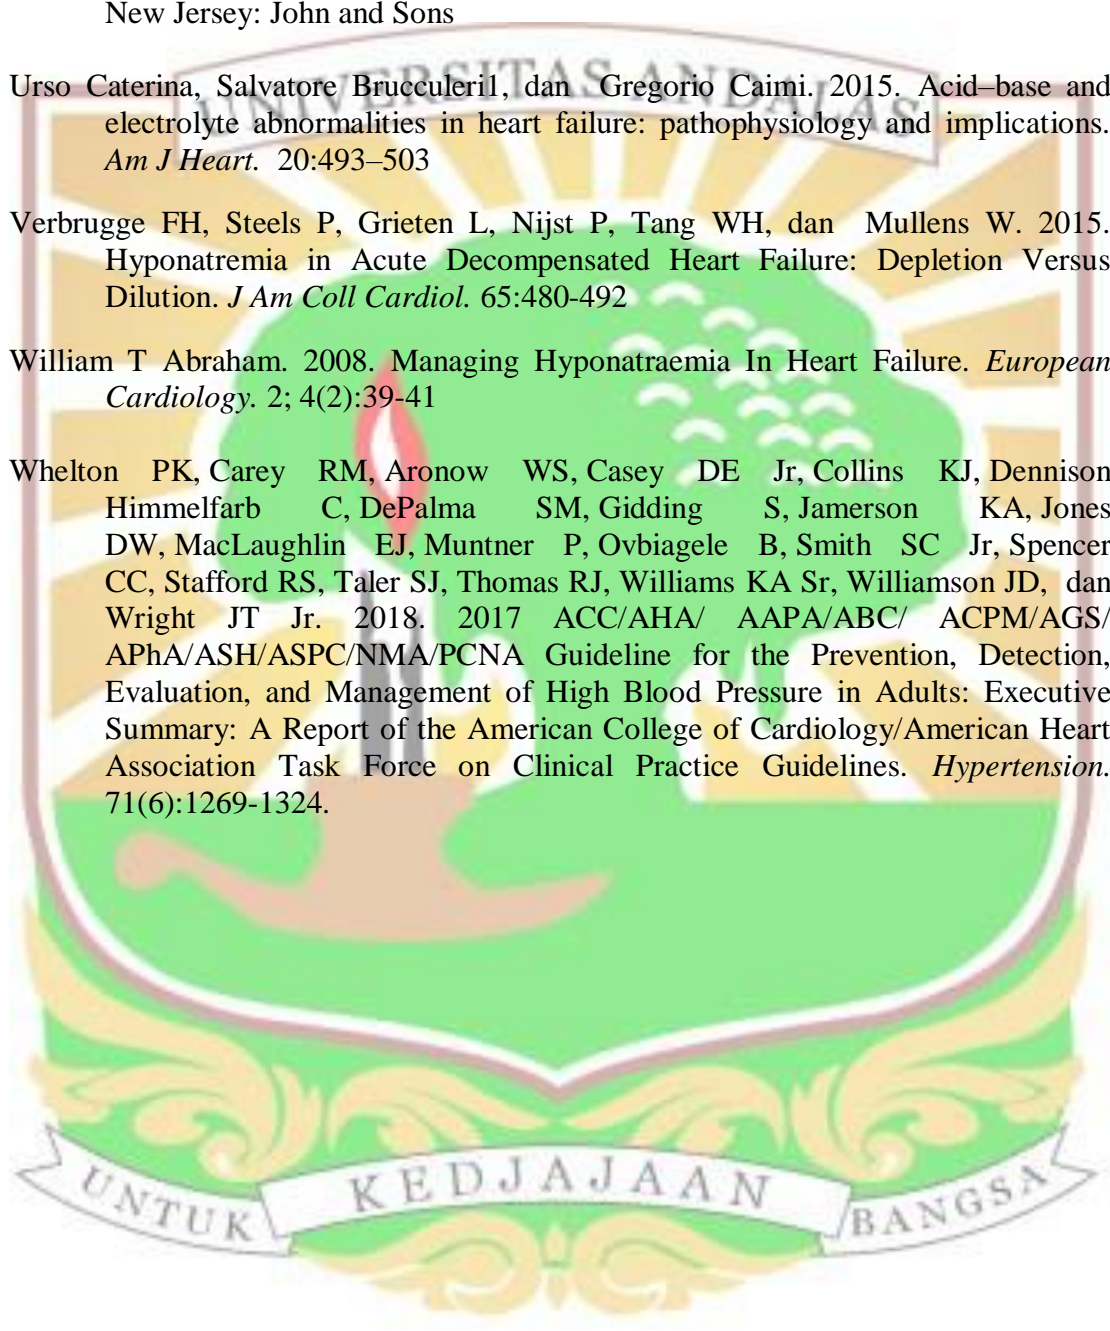 New Jersey: John and Sons
UNIVERSITAS ANDALAS
Urso Caterina, Salvatore Brucculeri1, dan Gregorio Caimi. 2015. Acid–base and
electrolyte abnormalities in heart failure: pathophysiology and implications.
Am J Heart. 20:493–503
Verbrugge FH, Steels P, Grieten L, Nijst P, Tang WH, dan Mullens W. 2015.
Hyponatremia in Acute Decompensated Heart Failure: Depletion Versus
Dilution. J Am Coll Cardiol. 65:480-492
William T Abraham. 2008. Managing Hyponatraemia In Heart Failure. European
Cardiology. 2; 4(2):39-41
Whelton PK, Carey RM, Aronow WS, Casey DE Jr, Collins KJ, Dennison
Himmelfarb C, DePalma SM, Gidding S, Jamerson KA, Jones
DW, MacLaughlin EJ, Muntner P, Ovbiagele B, Smith SC Jr, Spencer
CC, Stafford RS, Taler SJ, Thomas RJ, Williams KA Sr, Williamson JD, dan
Wright JT Jr. 2018. 2017 ACC/AHA/ AAPA/ABC/ ACPM/AGS/
APhA/ASH/ASPC/NMA/PCNA Guideline for the Prevention, Detection,
Evaluation, and Management of High Blood Pressure in Adults: Executive
Summary: A Report of the American College of Cardiology/American Heart
Association Task Force on Clinical Practice Guidelines. Hypertension.
71(6):1269-1324.
UNTUK KEDJAJAAN BANGSA